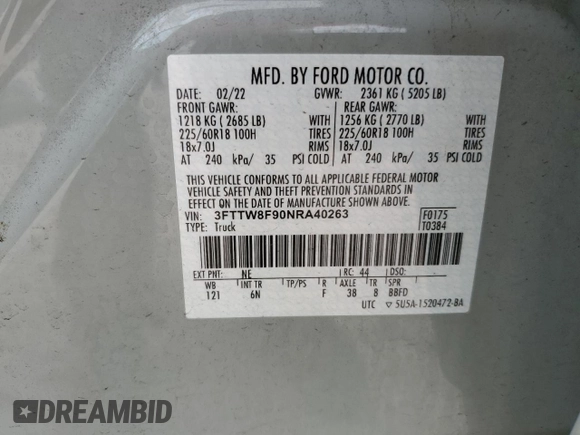 MFD. BY FORD MOTOR CO.
DATE: 02/22 GVWR: 2361 KG ( 5205 LB)
FRONT GAWR: REAR GAWR:
1218 KG ( 2685 LB) WITH 1256 KG ( 2770 LB) WITH
225/60R18 100H TIRES 225/60R18 100H TIRES
18x7.0J RIMS 18x7.0J RIMS
AT 240 kPa/ 35 PSI COLD AT 240 kPa/ 35 PSI COLD
THIS VEHICLE CONFORMS TO ALL APPLICABLE FEDERAL MOTOR
VEHICLE SAFETY AND THEFT PREVENTION STANDARDS IN
EFFECT ON THE DATE OF MANUFACTURE SHOWN ABOVE.
VIN: 3FTTW8F90NRA40263 F0175
TYPE: Truck T0384
EXT PNT: NE RC: 44 DSO:
WB INT TR TP/PS R AXLE TR SPR
121 6N F 38 8 BBFD
UTC ▽ 5U5A-1520472-BA
DREAMBID